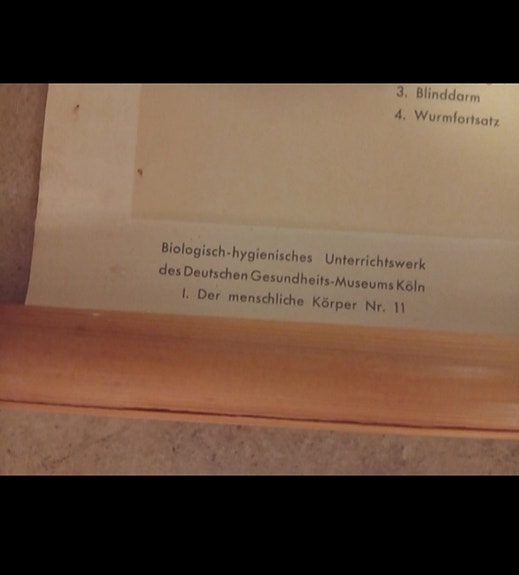 3. Blinddarm
4. Wurmfortsatz
Biologisch-hygienisches Unterrichtswerk
des Deutschen Gesundheits-Museums Köln
I. Der menschliche Körper Nr. 11